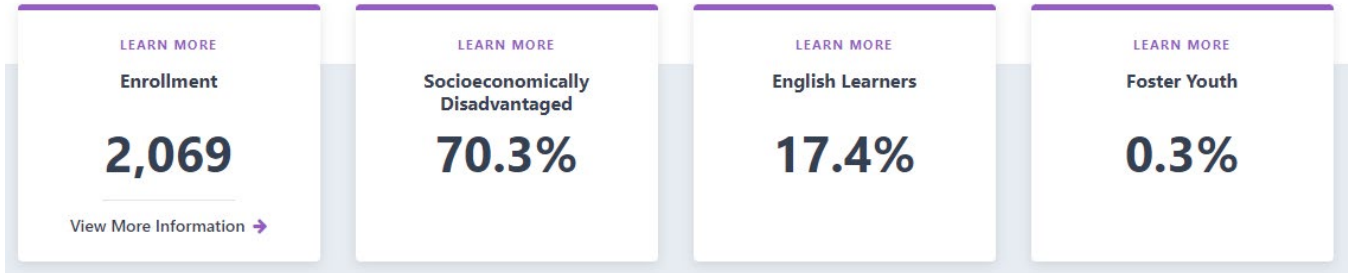 LEARN MORE
Enrollment
2,069
View More Information
LEARN MORE
Socioeconomically
Disadvantaged
70.3%
LEARN MORE
English Learners
17.4%
LEARN MORE
Foster Youth
0.3%